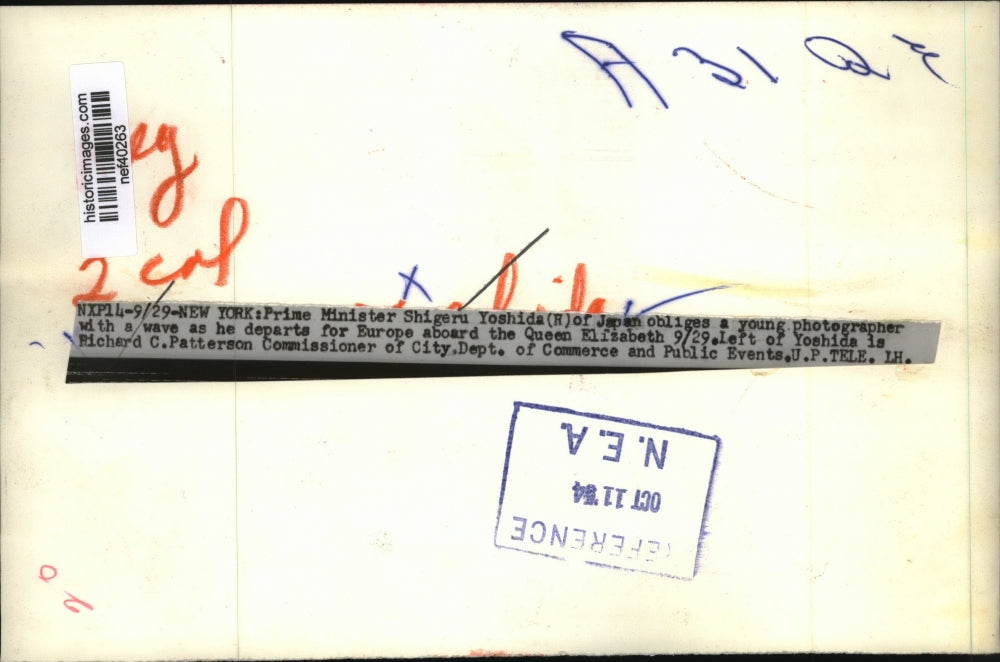 A 31 Q
historicimages.com
nef40263
2 col
NXP14-9/29-NEW YORK:Prime Minister Shigeru Yoshida(R)of Japan obliges a young photographer
with a wave as he departs for Europe aboard the Queen Elizabeth 9/29.Left of Yoshida is
Richard C.Patterson Commissioner of City.Dept. of Commerce and Public Events.U.P.TELE. LH.
REFERENCE
OCT 11 '54
N.E.A.